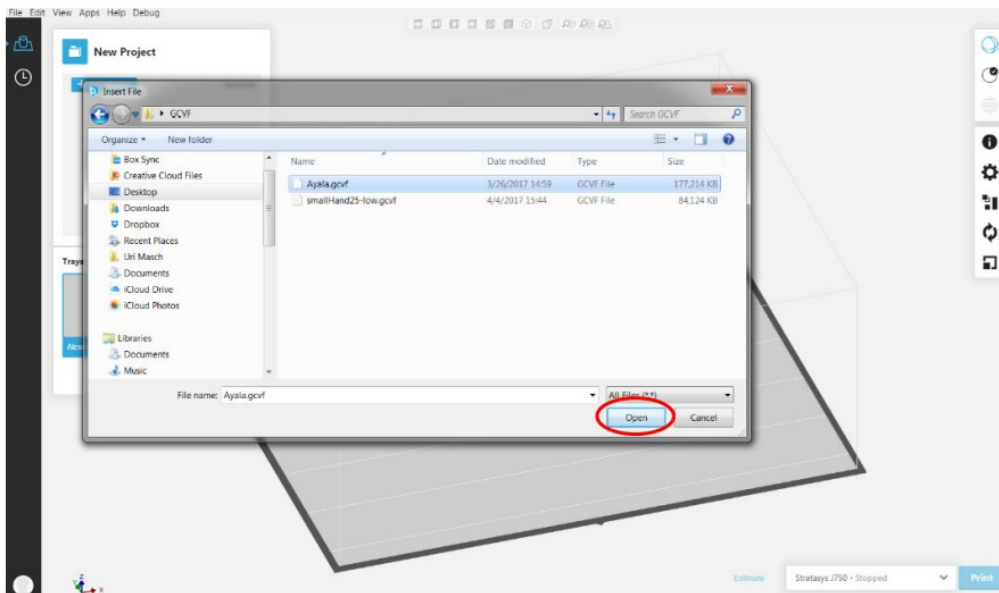 File Edit View Apps Help Debug
New Project
Insert File
GCVF
Search GCVF
Organize
New folder
Name
Date modified
Type
Size
Ayala.gcvf
3/26/2017 14:59
GCVF File
177,214 KB
smallHand25-low.gcvf
4/4/2017 15:44
GCVF File
84,124 KB
Box Sync
Creative Cloud Files
Desktop
Downloads
Dropbox
Recent Places
Uri Masch
Documents
iCloud Drive
iCloud Photos
Libraries
Documents
Music
Trays
New
File name: Ayala.gcvf
All Files (*.*)
Open
Cancel
Z
Y
X
Estimate
Stratasys J750 - Stopped
Print